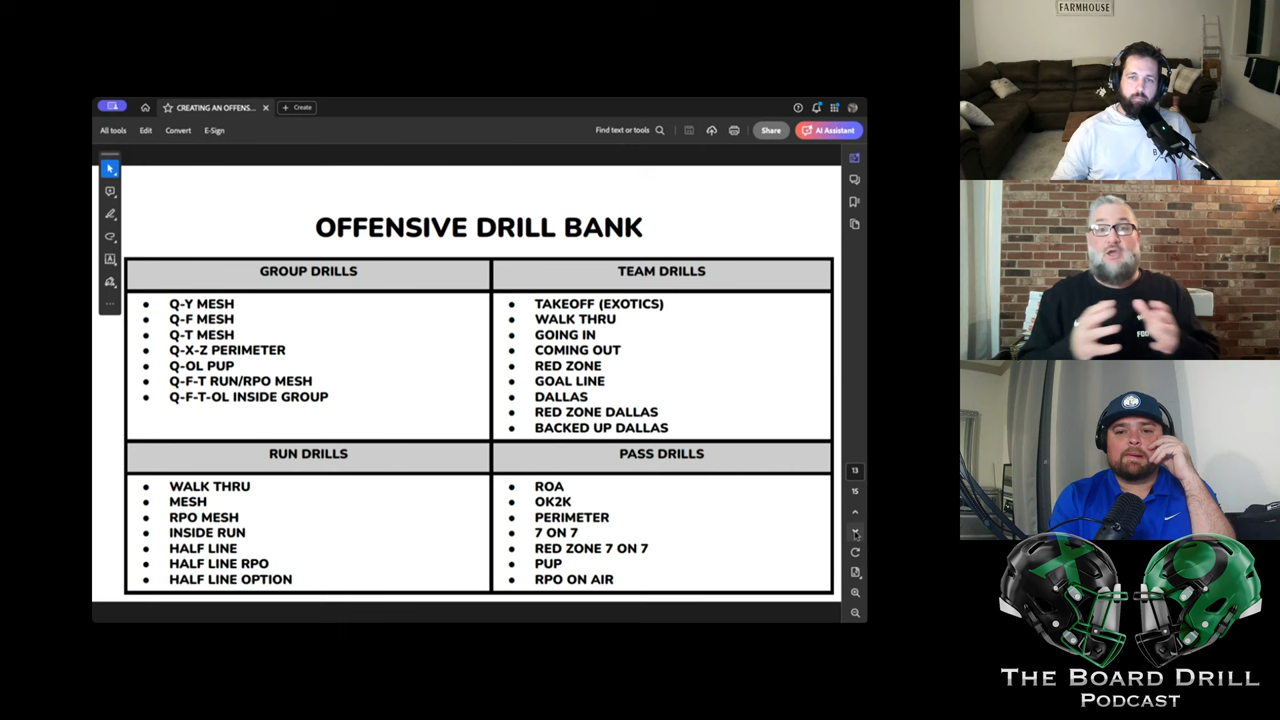 CREATING AN OFFENS...
Create
All tools
Edit
Convert
E-Sign
Find text or tools
Share
AI Assistant
OFFENSIVE DRILL BANK
GROUP DRILLS
Q-Y MESH
Q-F MESH
Q-T MESH
Q-X-Z PERIMETER
Q-OL PUP
Q-F-T RUN/RPO MESH
Q-F-T-OL INSIDE GROUP
TEAM DRILLS
TAKEOFF (EXOTICS)
WALK THRU
GOING IN
COMING OUT
RED ZONE
GOAL LINE
DALLAS
RED ZONE DALLAS
BACKED UP DALLAS
RUN DRILLS
WALK THRU
MESH
RPO MESH
INSIDE RUN
HALF LINE
HALF LINE RPO
HALF LINE OPTION
PASS DRILLS
ROA
OK2K
PERIMETER
7 ON 7
RED ZONE 7 ON 7
PUP
RPO ON AIR
13
15
FARMHOUSE
THE BOARD DRILL
PODCAST